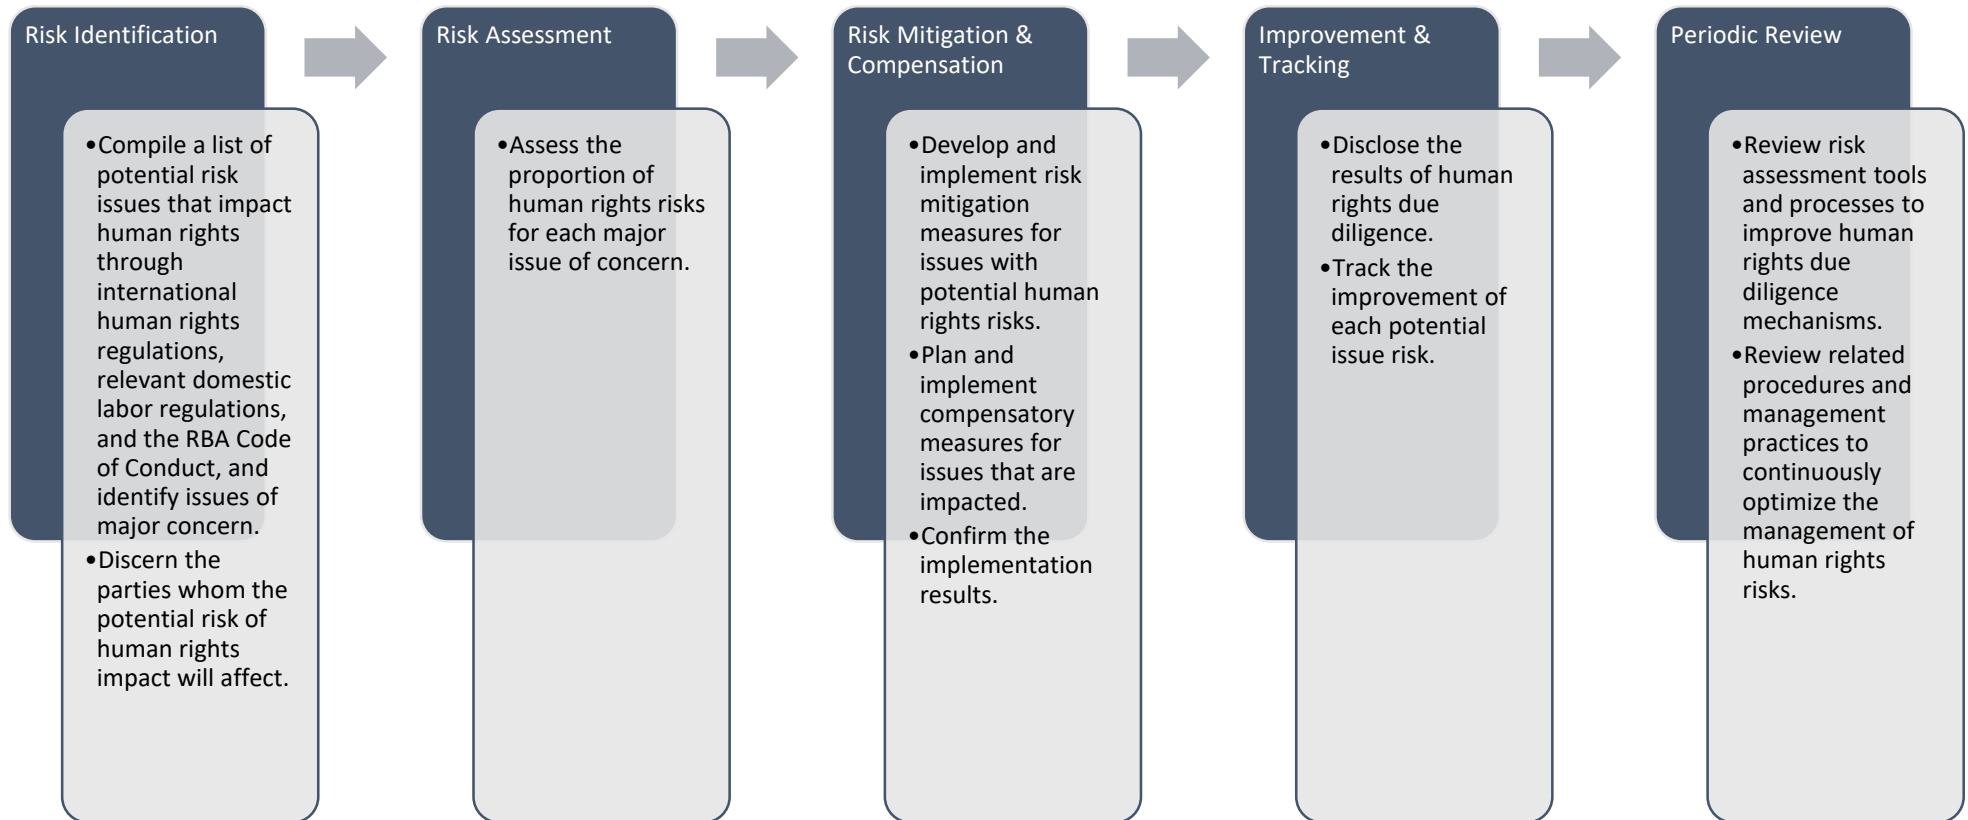 Risk Identification
•Compile a list of
potential risk
issues that impact
human rights
through
international
human rights
regulations,
relevant domestic
labor regulations,
and the RBA Code
of Conduct, and
identify issues of
major concern.
•Discern the
parties whom the
potential risk of
human rights
impact will affect.
Risk Assessment
•Assess the
proportion of
human rights risks
for each major
issue of concern.
Risk Mitigation &
Compensation
•Develop and
implement risk
mitigation
measures for
issues with
potential human
rights risks.
•Plan and
implement
compensatory
measures for
issues that are
impacted.
•Confirm the
implementation
results.
Improvement &
Tracking
•Disclose the
results of human
rights due
diligence.
•Track the
improvement of
each potential
issue risk.
Periodic Review
•Review risk
assessment tools
and processes to
improve human
rights due
diligence
mechanisms.
•Review related
procedures and
management
practices to
continuously
optimize the
management of
human rights
risks.